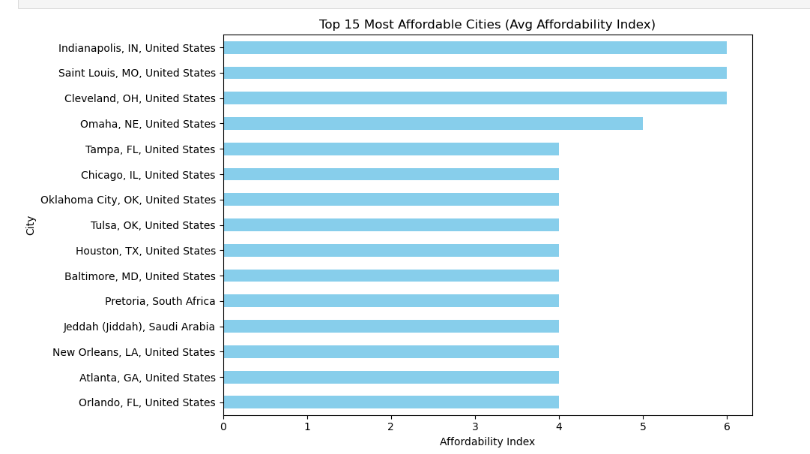 Top 15 Most Affordable Cities (Avg Affordability Index)
Indianapolis, IN, United States
Saint Louis, MO, United States
Cleveland, OH, United States
Omaha, NE, United States
Tampa, FL, United States
Chicago, IL, United States
Oklahoma City, OK, United States
Tulsa, OK, United States
Houston, TX, United States
Baltimore, MD, United States
Pretoria, South Africa
Jeddah (Jiddah), Saudi Arabia
New Orleans, LA, United States
Atlanta, GA, United States
Orlando, FL, United States
City
0 1 2 3 4 5 6
Affordability Index